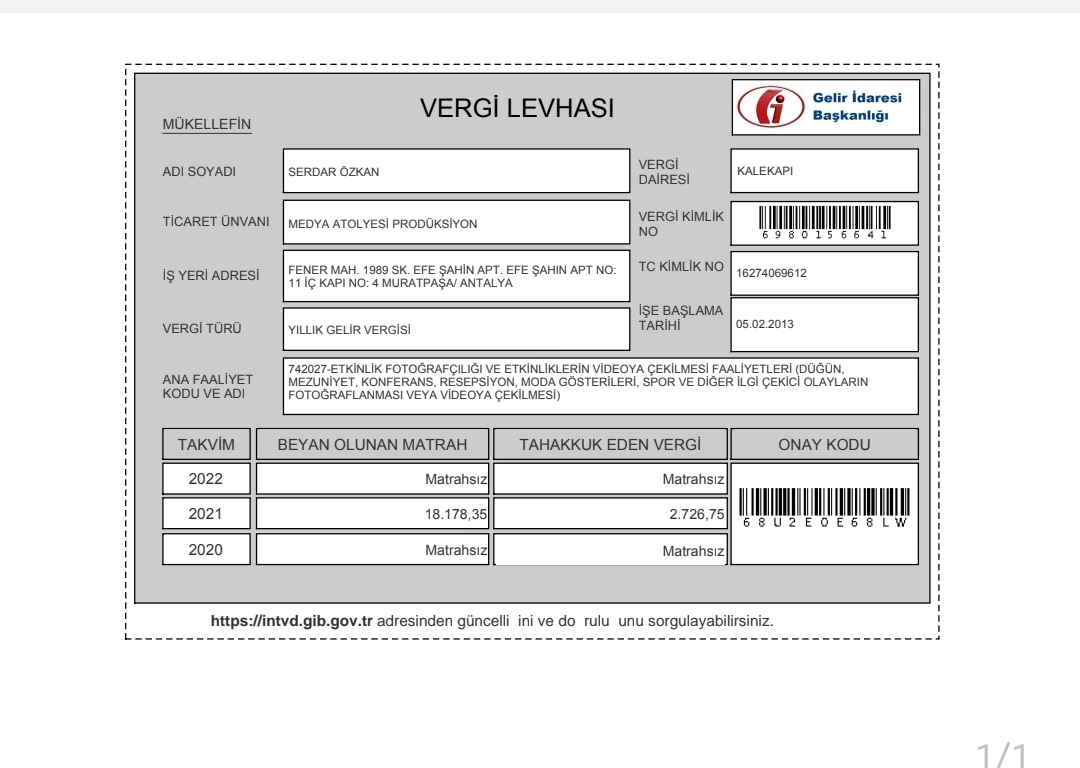 VERGİ LEVHASI
Gelir İdaresi
Başkanlığı
MÜKELLEFİN
ADI SOYADI
SERDAR ÖZKAN
VERGİ
DAİRESİ
KALEKAPI
TİCARET ÜNVANI
MEDYA ATOLYESİ PRODÜKSİYON
VERGİ KİMLİK
NO
6980156641
İŞ YERİ ADRESİ
FENER MAH. 1989 SK. EFE ŞAHİN APT. EFE ŞAHIN APT NO:
11 İÇ KAPI NO: 4 MURATPAŞA/ ANTALYA
TC KİMLİK NO
16274069612
VERGİ TÜRÜ
YILLIK GELİR VERGİSİ
İŞE BAŞLAMA
TARİHİ
05.02.2013
ANA FAALİYET
KODU VE ADI
742027-ETKİNLİK FOTOĞRAFÇILIĞI VE ETKİNLİKLERİN VİDEOYA ÇEKİLMESİ FAALİYETLERİ (DÜĞÜN,
MEZUNİYET, KONFERANS, RESEPSİYON, MODA GÖSTERİLERİ, SPOR VE DİĞER İLGİ ÇEKİCİ OLAYLARIN
FOTOĞRAFLANMASI VEYA VİDEOYA ÇEKİLMESİ)
TAKVİM BEYAN OLUNAN MATRAH TAHAKKUK EDEN VERGİ ONAY KODU
2022 Matrahsız Matrahsız
2021 18.178,35 2.726,75
68U2E0E68LW
2020 Matrahsız Matrahsız
https://intvd.gib.gov.tr adresinden güncelli ini ve do rulu unu sorgulayabilirsiniz.
1/1